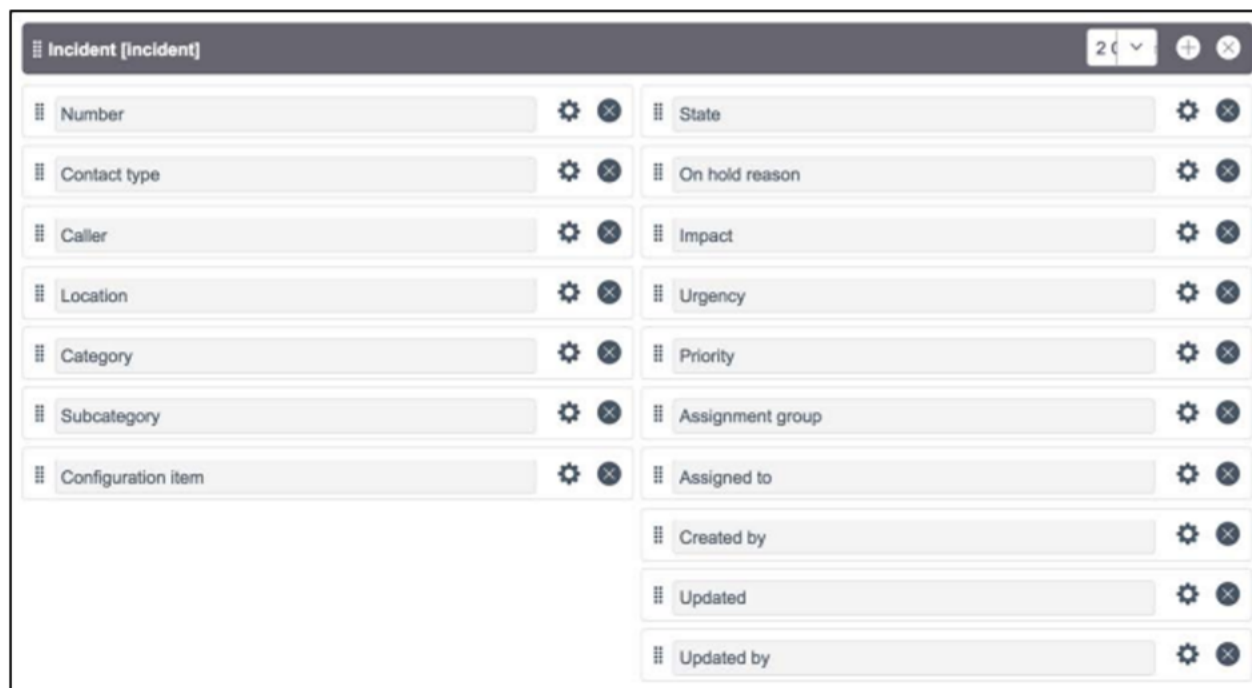 Incident [incident]
Number
State
Contact type
On hold reason
Caller
Impact
Location
Urgency
Category
Priority
Subcategory
Assignment group
Configuration item
Assigned to
Created by
Updated
Updated by